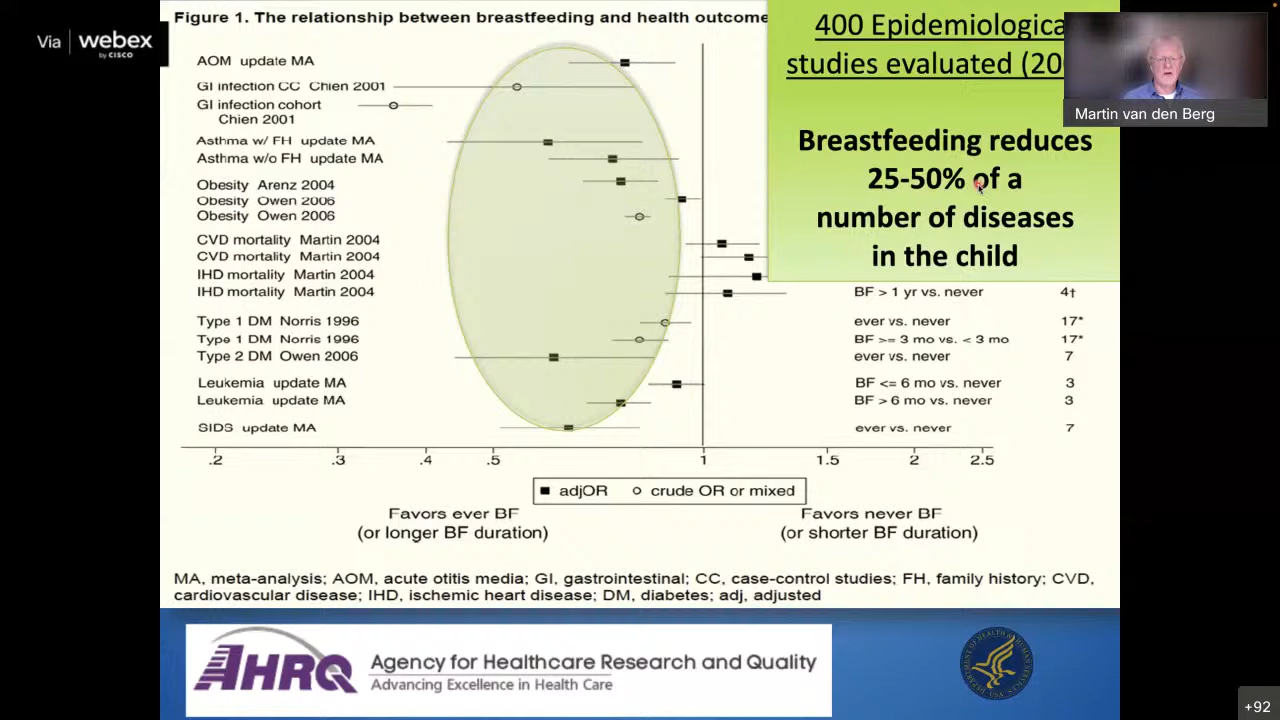 Via webex
by CISCO
Figure 1. The relationship between breastfeeding and health outcome
400 Epidemiologica
studies evaluated (20
Martin van den Berg
Breastfeeding reduces
25-50% of a
number of diseases
in the child
AOM update MA
GI infection CC Chien 2001
GI infection cohort
Chien 2001
Asthma w/ FH update MA
Asthma w/o FH update MA
Obesity Arenz 2004
Obesity Owen 2006
Obesity Owen 2006
CVD mortality Martin 2004
CVD mortality Martin 2004
IHD mortality Martin 2004
IHD mortality Martin 2004 BF > 1 yr vs. never 4†
Type 1 DM Norris 1996 ever vs. never 17*
Type 1 DM Norris 1996 BF >= 3 mo vs. < 3 mo 17*
Type 2 DM Owen 2006 ever vs. never 7
Leukemia update MA BF <= 6 mo vs. never 3
Leukemia update MA BF > 6 mo vs. never 3
SIDS update MA ever vs. never 7
.2 .3 .4 .5 1 1.5 2 2.5
adjOR crude OR or mixed
Favors ever BF Favors never BF
(or longer BF duration) (or shorter BF duration)
MA, meta-analysis; AOM, acute otitis media; GI, gastrointestinal; CC, case-control studies; FH, family history; CVD,
cardiovascular disease; IHD, ischemic heart disease; DM, diabetes; adj, adjusted
AHRQ Agency for Healthcare Research and Quality
Advancing Excellence in Health Care
+92